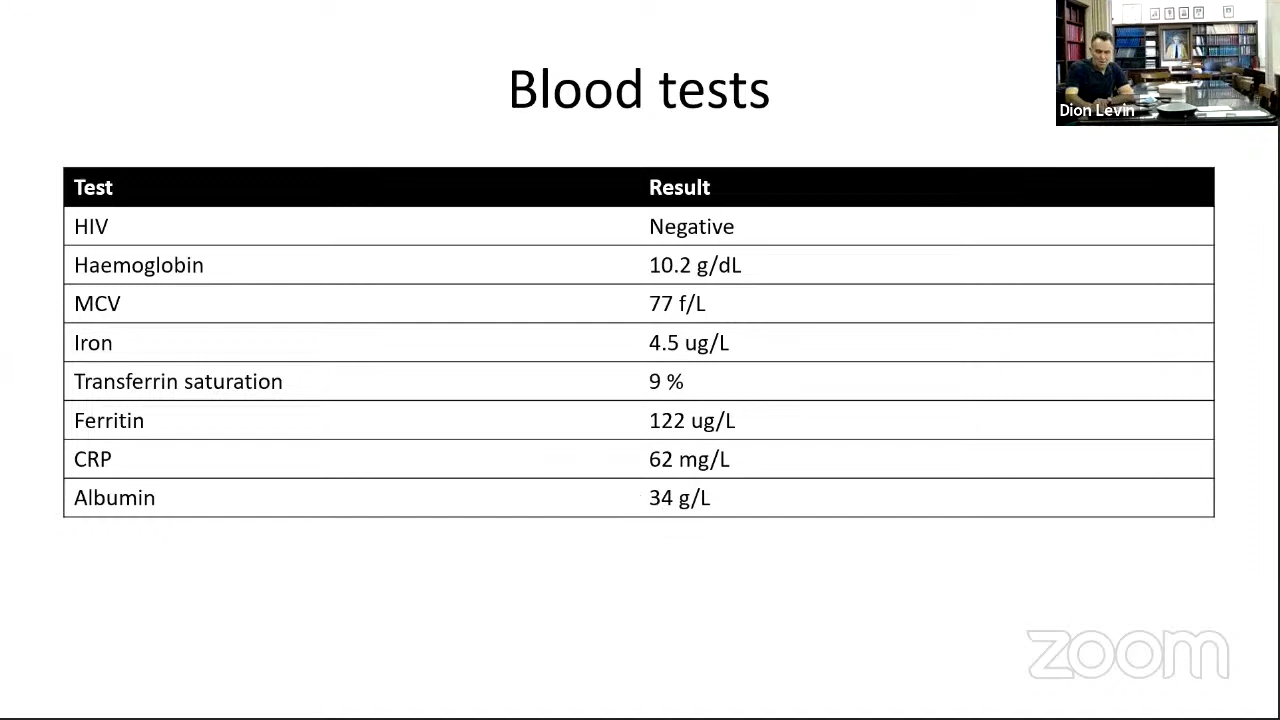 Blood tests
Dion Levin
Test Result
HIV Negative
Haemoglobin 10.2 g/dL
MCV 77 f/L
Iron 4.5 ug/L
Transferrin saturation 9 %
Ferritin 122 ug/L
CRP 62 mg/L
Albumin 34 g/L
zoom